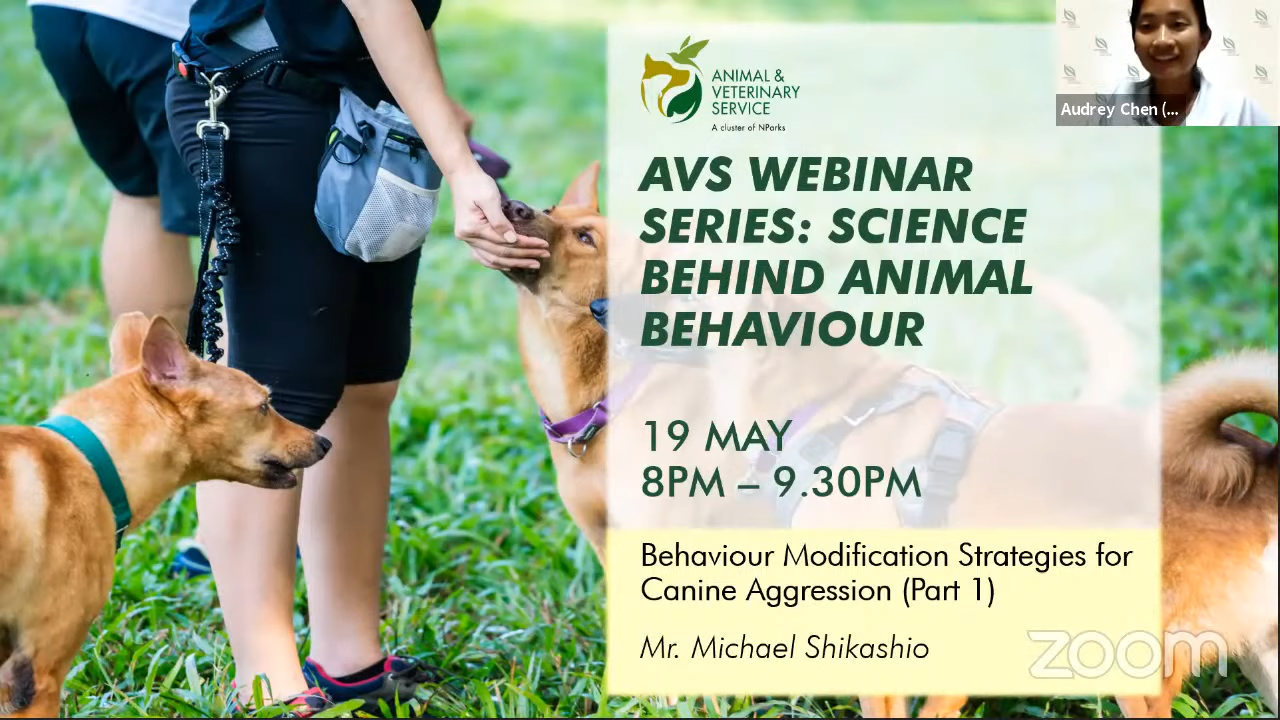 ANIMAL &
VETERINARY
SERVICE
A cluster of NParks
Audrey Chen (...
AVS WEBINAR
SERIES: SCIENCE
BEHIND ANIMAL
BEHAVIOUR
19 MAY
8PM – 9.30PM
Behaviour Modification Strategies for
Canine Aggression (Part 1)
Mr. Michael Shikashio
zoom